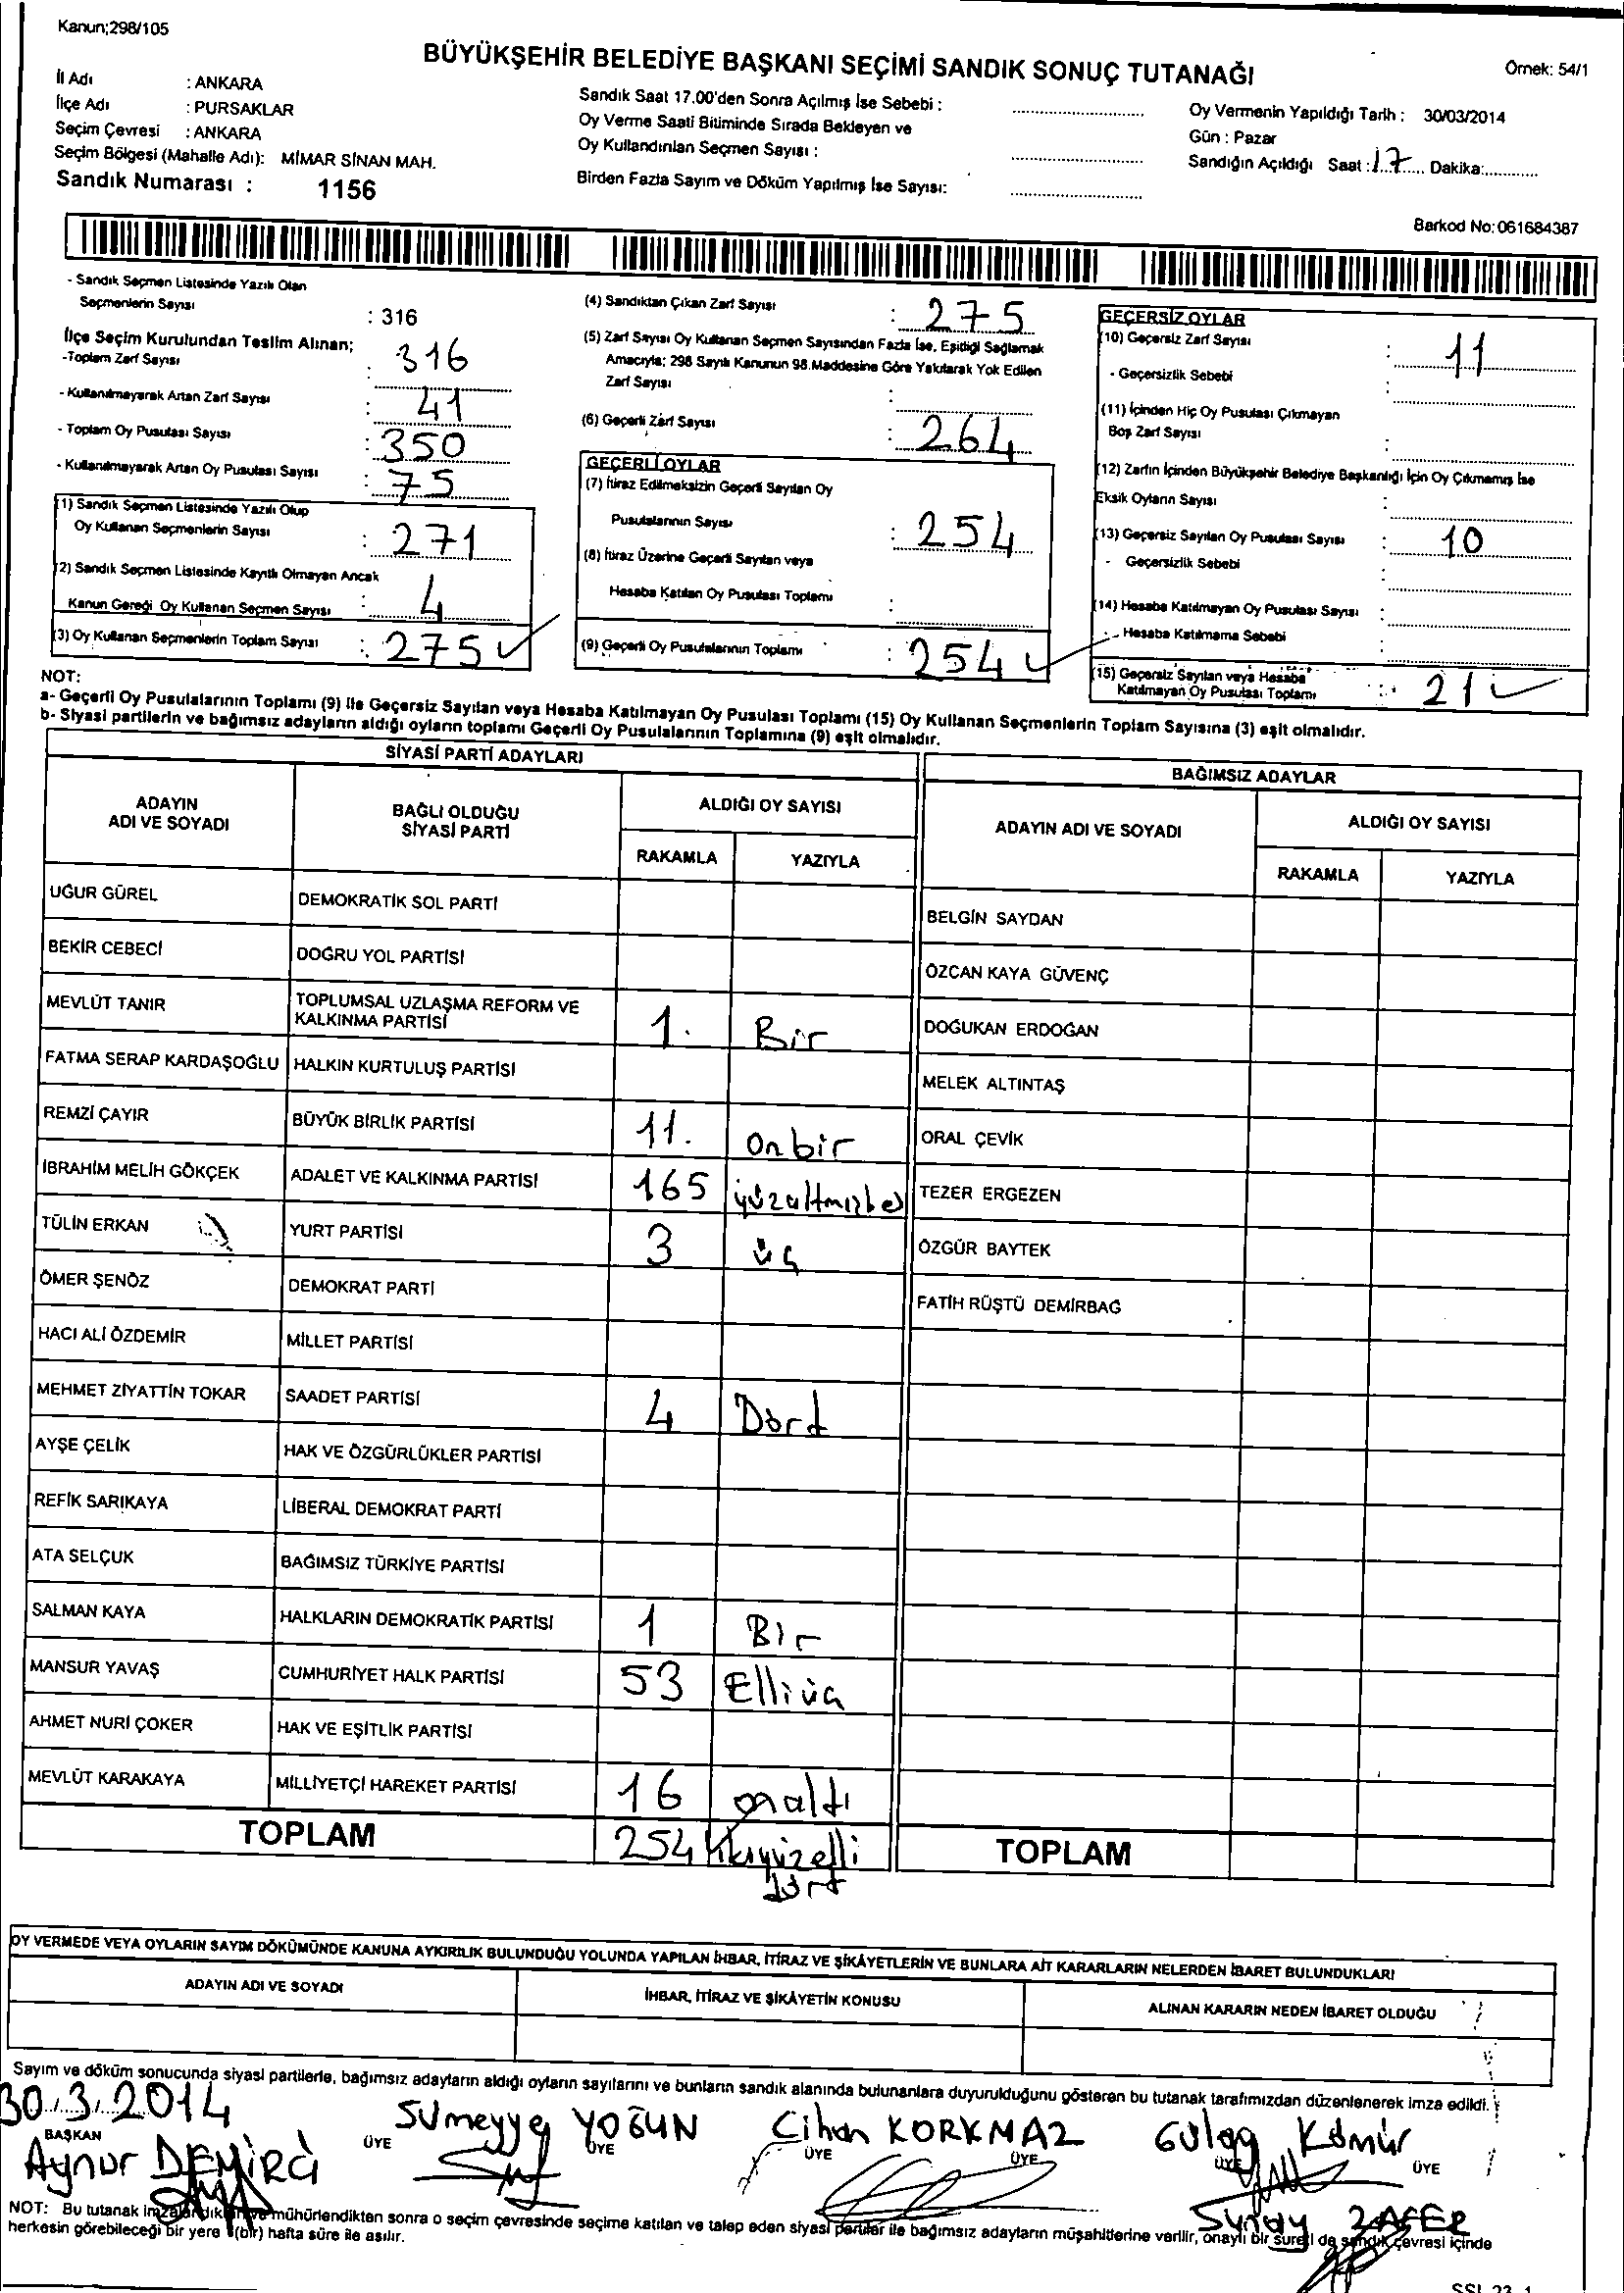 Kanun;298/105
BÜYÜKŞEHİR BELEDİYE BAŞKANI SEÇİMİ SANDIK SONUÇ TUTANAĞI
Örnek: 54/1
İl Adı : ANKARA
İlçe Adı : PURSAKLAR
Seçim Çevresi : ANKARA
Seçim Bölgesi (Mahalle Adı): MİMAR SİNAN MAH.
Sandık Numarası : 1156
Sandık Saat 17.00'den Sonra Açılmış İse Sebebi :
Oy Verme Saati Bitiminde Sırada Bekleyen ve
Oy Kullandırılan Seçmen Sayısı :
Birden Fazla Sayım ve Döküm Yapılmış İse Sayısı:
Oy Vermenin Yapıldığı Tarih : 30/03/2014
Gün : Pazar
Sandığın Açıldığı Saat : 17 Dakika:
Barkod No: 061684387
- Sandık Seçmen Listesinde Yazılı Olan
Seçmenlerin Sayısı : 316
İlçe Seçim Kurulundan Teslim Alınan;
-Toplam Zarf Sayısı : 316
- Kullanılmayarak Artan Zarf Sayısı : 41
- Toplam Oy Pusulası Sayısı : 350
- Kullanılmayarak Artan Oy Pusulası Sayısı : 75
(1) Sandık Seçmen Listesinde Yazılı Olup
Oy Kullanan Seçmenlerin Sayısı : 271
(2) Sandık Seçmen Listesinde Kayıtlı Olmayan Ancak
Kanun Gereği Oy Kullanan Seçmen Sayısı : 4
(3) Oy Kullanan Seçmenlerin Toplam Sayısı : 275
(4) Sandıktan Çıkan Zarf Sayısı : 275
(5) Zarf Sayısı Oy Kullanan Seçmen Sayısından Fazla İse, Eşitliği Sağlamak
Amacıyla; 298 Sayılı Kanunun 98.Maddesine Göre Yakılarak Yok Edilen
Zarf Sayısı :
(6) Geçerli Zarf Sayısı : 264
GEÇERLİ OYLAR
(7) İtiraz Edilmeksizin Geçerli Sayılan Oy
Pusulalarının Sayısı : 254
(8) İtiraz Üzerine Geçerli Sayılan veya
Hesaba Katılan Oy Pusulası Toplamı :
(9) Geçerli Oy Pusulalarının Toplamı : 254
GEÇERSİZ OYLAR
(10) Geçersiz Zarf Sayısı : 11
- Geçersizlik Sebebi :
(11) İçinden Hiç Oy Pusulası Çıkmayan
Boş Zarf Sayısı :
(12) Zarfın İçinden Büyükşehir Belediye Başkanlığı İçin Oy Çıkmamış İse
Eksik Oyların Sayısı :
(13) Geçersiz Sayılan Oy Pusulası Sayısı : 10
- Geçersizlik Sebebi :
(14) Hesaba Katılmayan Oy Pusulası Sayısı :
- Hesaba Katılmama Sebebi :
(15) Geçersiz Sayılan veya Hesaba
Katılmayan Oy Pusulası Toplamı : 21
NOT:
a- Geçerli Oy Pusulalarının Toplamı (9) ile Geçersiz Sayılan veya Hesaba Katılmayan Oy Pusulası Toplamı (15) Oy Kullanan Seçmenlerin Toplam Sayısına (3) eşit olmalıdır.
b- Siyasi partilerin ve bağımsız adayların aldığı oyların toplamı Geçerli Oy Pusulalarının Toplamına (9) eşit olmalıdır.
SİYASİ PARTİ ADAYLARI
ADAYIN ADI VE SOYADI BAĞLI OLDUĞU SİYASİ PARTİ ALDIĞI OY SAYISI
RAKAMLA YAZIYLA
UĞUR GÜREL DEMOKRATİK SOL PARTİ
BEKİR CEBECİ DOĞRU YOL PARTİSİ
MEVLÜT TANIR TOPLUMSAL UZLAŞMA REFORM VE KALKINMA PARTİSİ 1. Bir
FATMA SERAP KARDAŞOĞLU HALKIN KURTULUŞ PARTİSİ
REMZİ ÇAYIR BÜYÜK BİRLİK PARTİSİ 11. onbir
İBRAHİM MELİH GÖKÇEK ADALET VE KALKINMA PARTİSİ 165 yüzaltmışbeş
TÜLİN ERKAN YURT PARTİSİ 3 üç
ÖMER ŞENÖZ DEMOKRAT PARTİ
HACI ALİ ÖZDEMİR MİLLET PARTİSİ
MEHMET ZİYATTİN TOKAR SAADET PARTİSİ 4 Dört
AYŞE ÇELİK HAK VE ÖZGÜRLÜKLER PARTİSİ
REFİK SARIKAYA LİBERAL DEMOKRAT PARTİ
ATA SELÇUK BAĞIMSIZ TÜRKİYE PARTİSİ
SALMAN KAYA HALKLARIN DEMOKRATİK PARTİSİ 1 Bir
MANSUR YAVAŞ CUMHURİYET HALK PARTİSİ 53 Elliüç
AHMET NURİ ÇOKER HAK VE EŞİTLİK PARTİSİ
MEVLÜT KARAKAYA MİLLİYETÇİ HAREKET PARTİSİ 16 onaltı
TOPLAM 254 ikiyüzelli
dört
BAĞIMSIZ ADAYLAR
ADAYIN ADI VE SOYADI ALDIĞI OY SAYISI
RAKAMLA YAZIYLA
BELGİN SAYDAN
ÖZCAN KAYA GÜVENÇ
DOĞUKAN ERDOĞAN
MELEK ALTINTAŞ
ORAL ÇEVİK
TEZER ERGEZEN
ÖZGÜR BAYTEK
FATİH RÜŞTÜ DEMİRBAĞ
TOPLAM
OY VERMEDE VEYA OYLARIN SAYIM DÖKÜMÜNDE KANUNA AYKIRILIK BULUNDUĞU YOLUNDA YAPILAN İHBAR, İTİRAZ VE ŞİKÂYETLERİN VE BUNLARA AİT KARARLARIN NELERDEN İBARET BULUNDUKLARI
ADAYIN ADI VE SOYADI İHBAR, İTİRAZ VE ŞİKÂYETİN KONUSU ALINAN KARARIN NEDEN İBARET OLDUĞU
Sayım ve döküm sonucunda siyasi partilerle, bağımsız adayların aldığı oyların sayılarını ve bunların sandık alanında bulunanlara duyurulduğunu gösteren bu tutanak tarafımızdan düzenlenerek imza edildi.
30.3.2014
BAŞKAN ÜYE ÜYE ÜYE ÜYE ÜYE ÜYE
Aynur DEMİRCİ Sümeyye YOĞUN Cihan KORKMAZ Gülay Kömür
Sunay ZAFER
NOT: Bu tutanak imzalandıktan ve mühürlendikten sonra o seçim çevresinde seçime katılan ve talep eden siyasi partiler ile bağımsız adayların müşahitlerine verilir, onaylı bir sureti de sandık çevresi içinde
herkesin görebileceği bir yere 1(bir) hafta süre ile asılır.